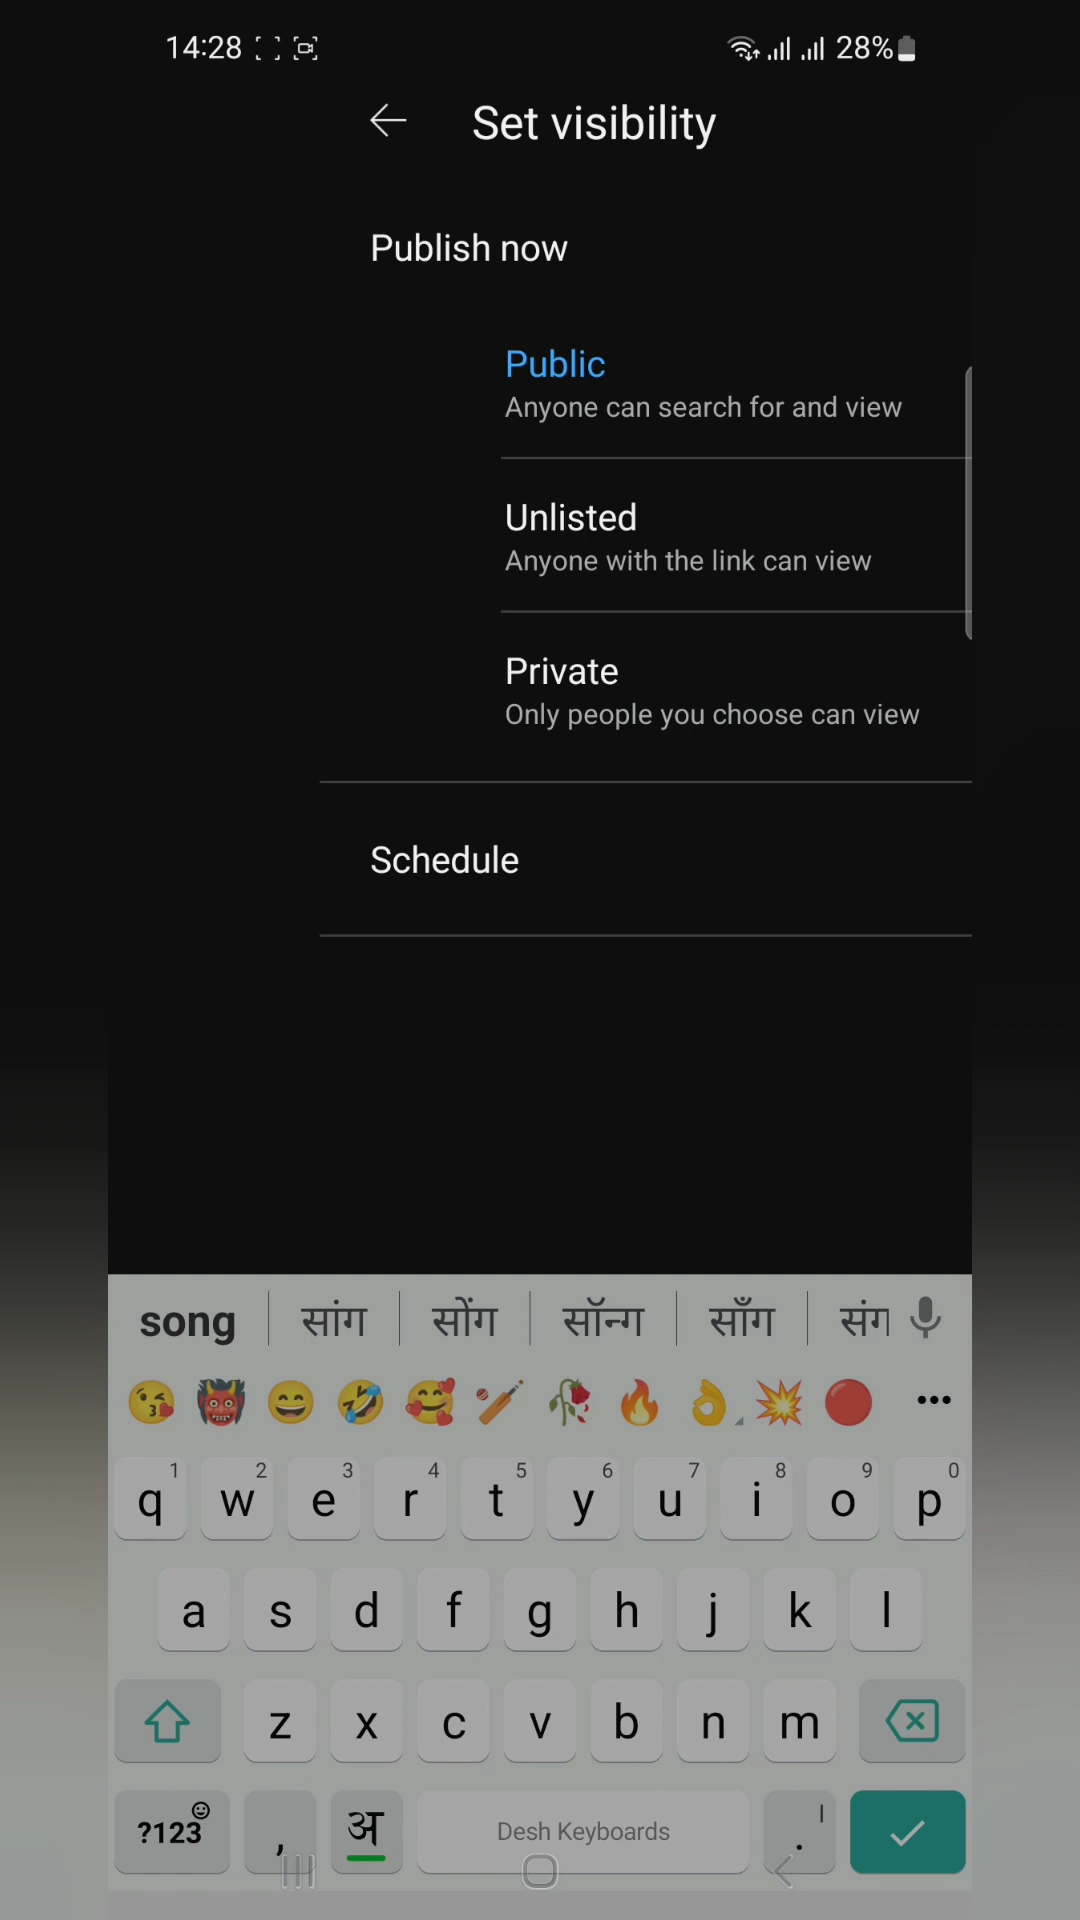 14:28 28%
Set visibility
Publish now
Public
Anyone can search for and view
Unlisted
Anyone with the link can view
Private
Only people you choose can view
Schedule
song सांग सोंग सॉन्ग साँग संग
1 2 3 4 5 6 7 8 9 0
q w e r t y u i o p
a s d f g h j k l
z x c v b n m
?123 , अ Desh Keyboards . |